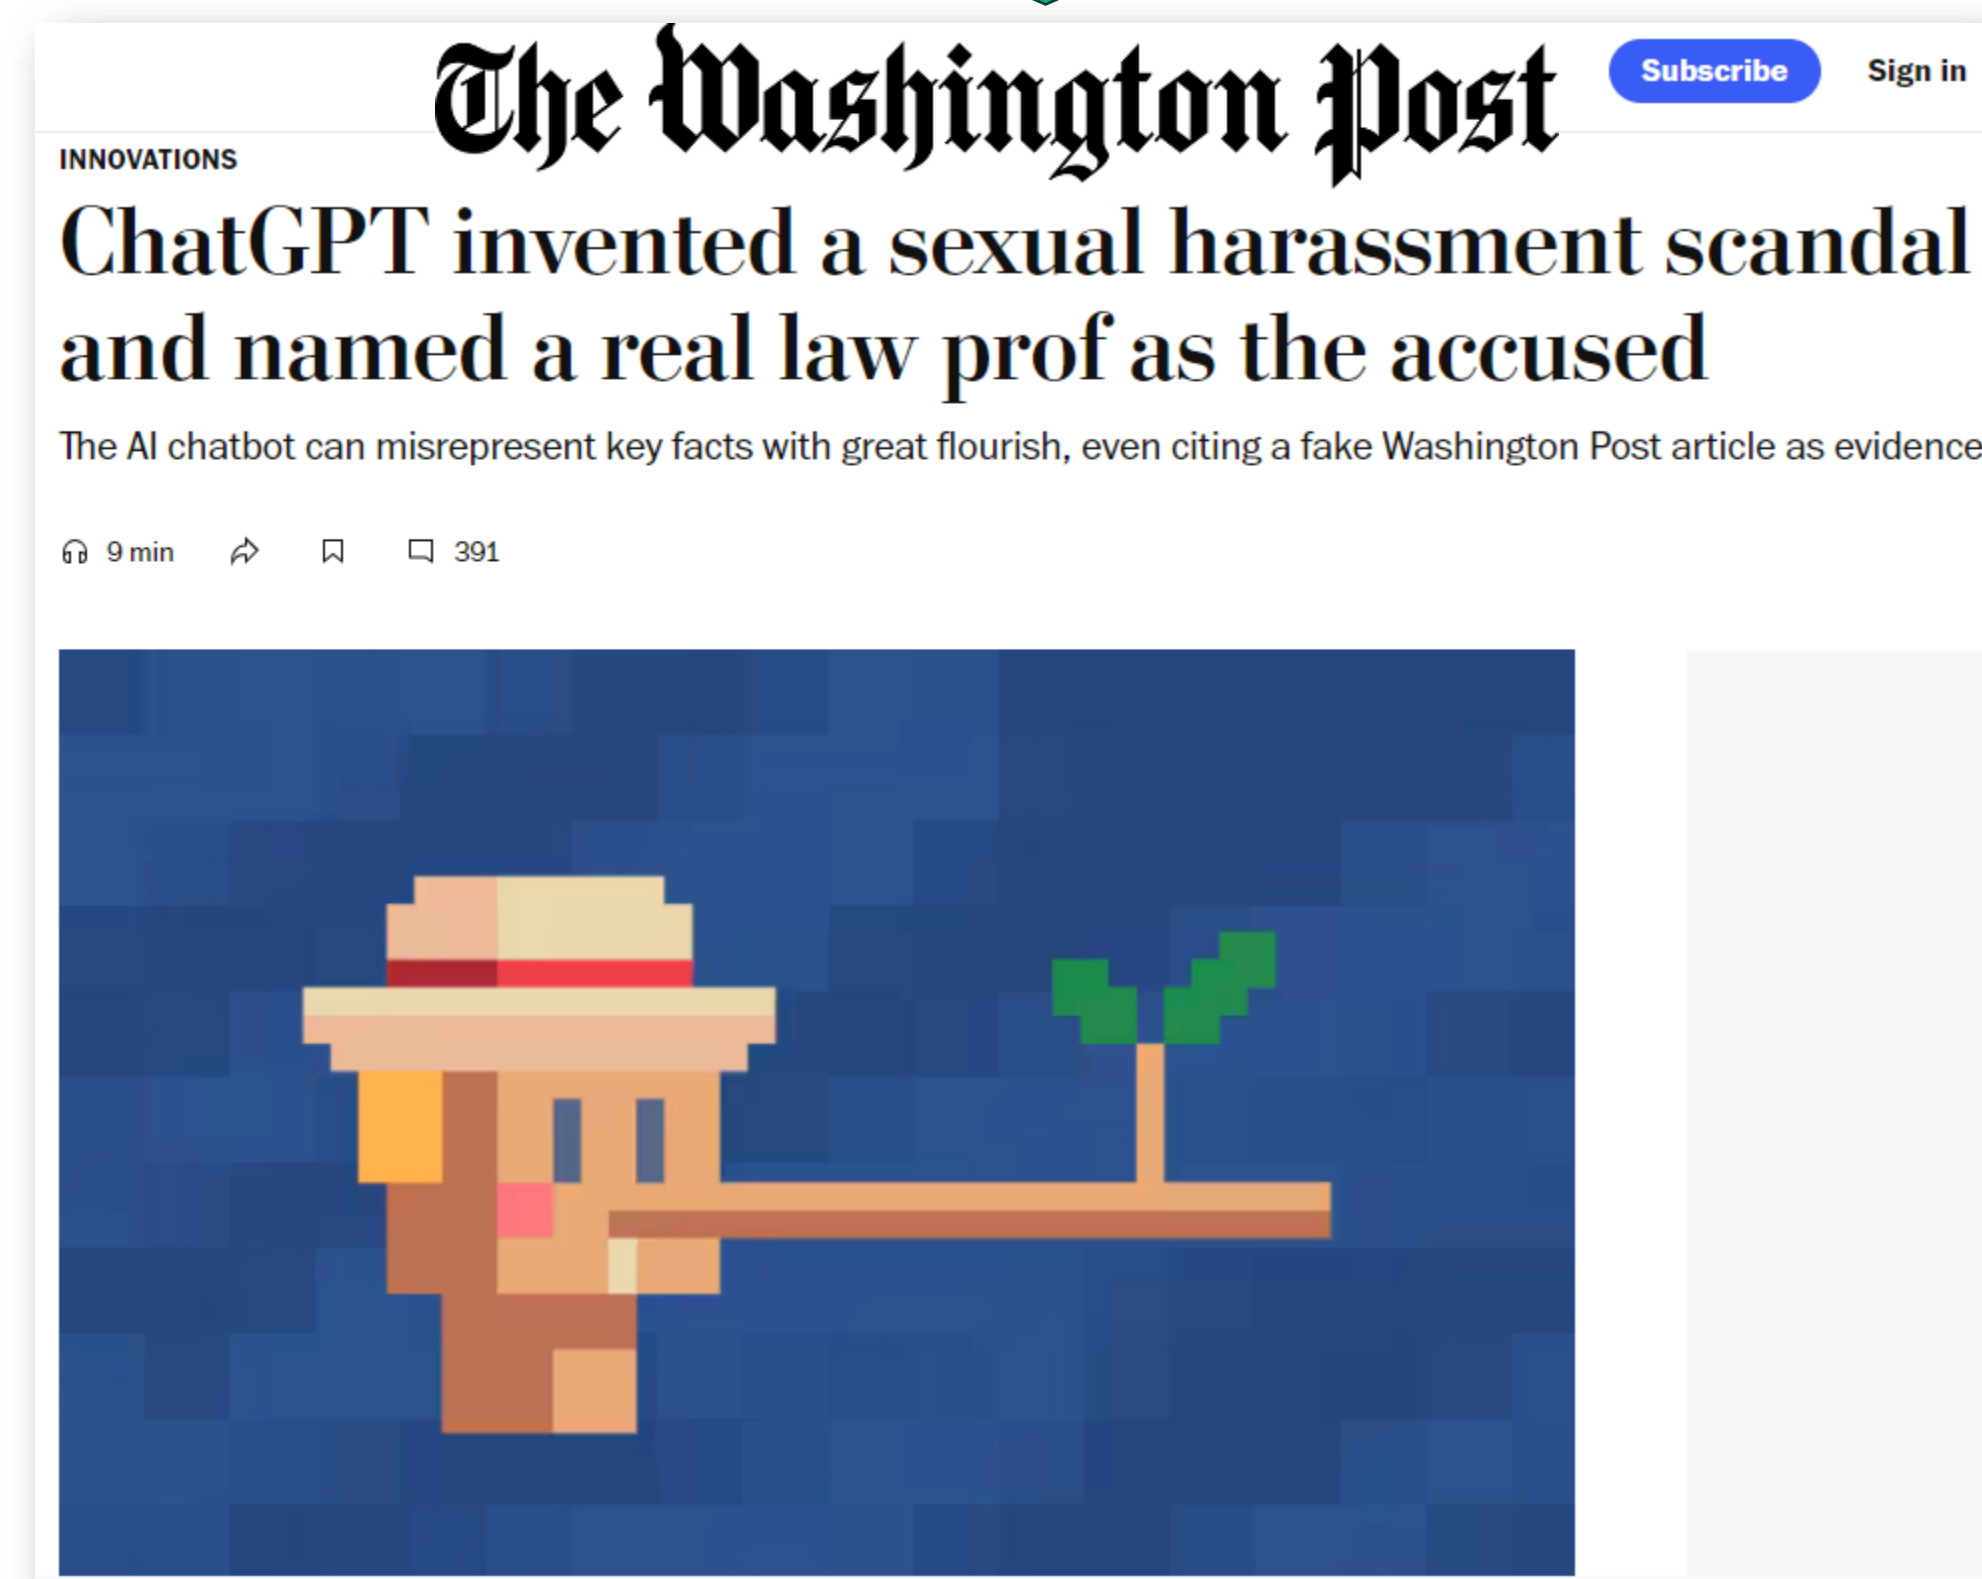 The Washington Post
Subscribe
Sign in
INNOVATIONS
ChatGPT invented a sexual harassment scandal
and named a real law prof as the accused
The AI chatbot can misrepresent key facts with great flourish, even citing a fake Washington Post article as evidence
9 min
391